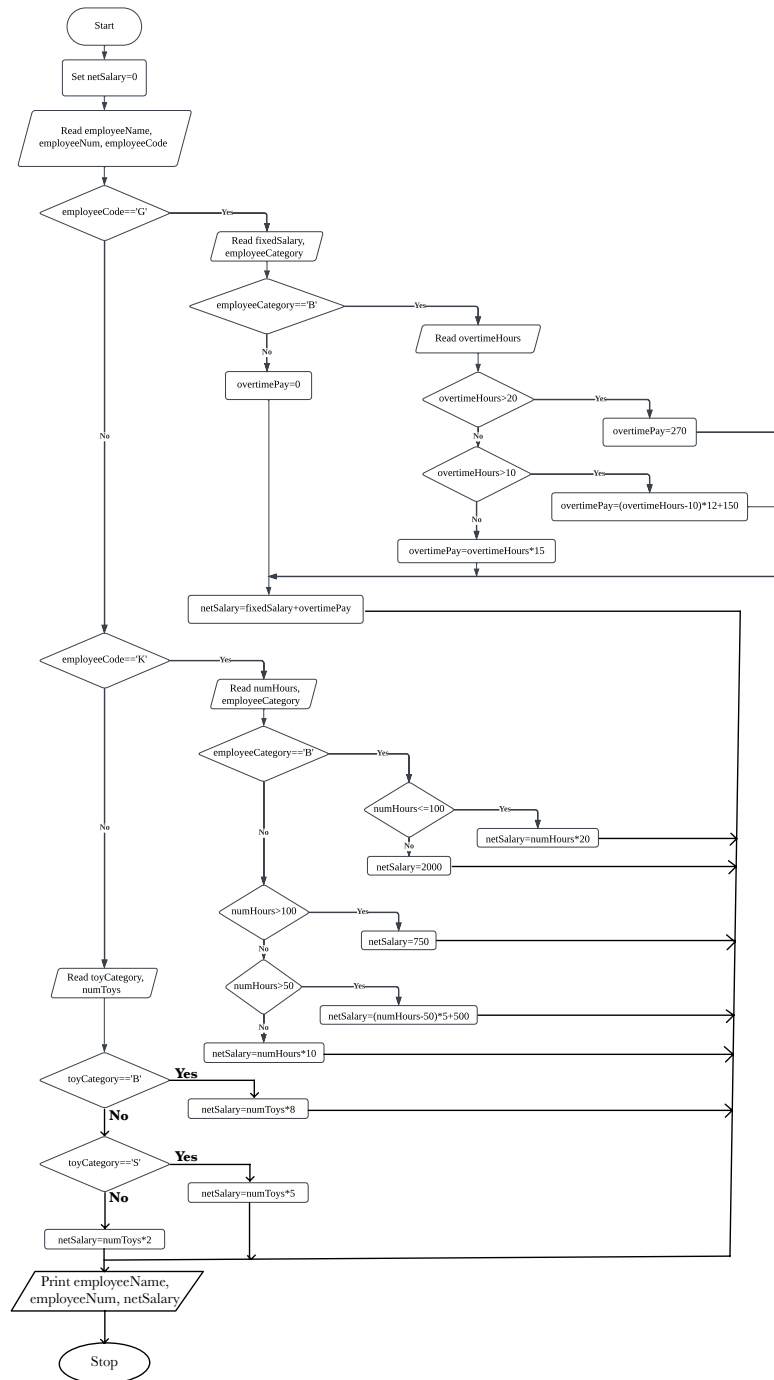 Start
Set netSalary=0
Read employeeName,
employeeNum, employeeCode
employeeCode=='G'
Yes
Read fixedSalary,
employeeCategory
employeeCategory=='B'
Yes
Read overtimeHours
No
overtimePay=0
overtimeHours>20
Yes
overtimePay=270
No
No
overtimeHours>10
Yes
overtimePay=(overtimeHours-10)*12+150
No
overtimePay=overtimeHours*15
netSalary=fixedSalary+overtimePay
employeeCode=='K'
Yes
Read numHours,
employeeCategory
employeeCategory=='B'
Yes
numHours<=100
Yes
netSalary=numHours*20
No
No
No
netSalary=2000
numHours>100
Yes
netSalary=750
No
Read toyCategory,
numToys
numHours>50
Yes
netSalary=(numHours-50)*5+500
No
netSalary=numHours*10
toyCategory=='B'
Yes
netSalary=numToys*8
No
toyCategory=='S'
Yes
netSalary=numToys*5
No
netSalary=numToys*2
Print employeeName,
employeeNum, netSalary
Stop